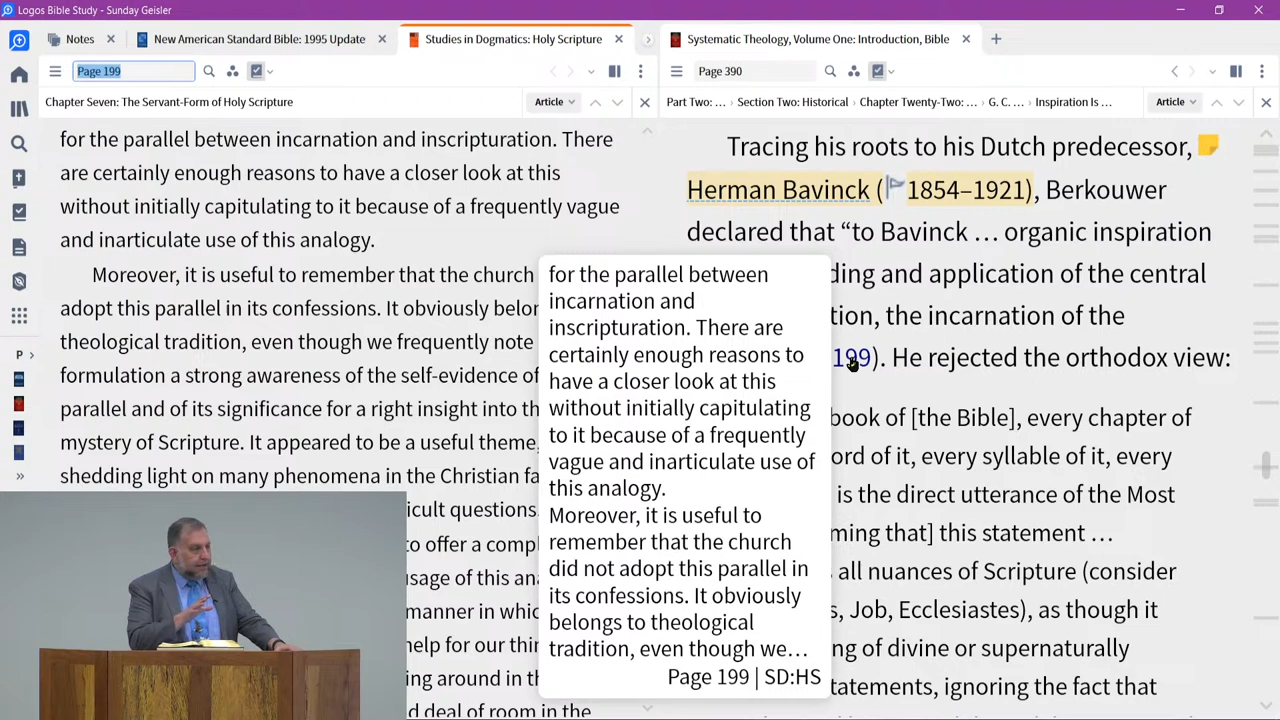 Logos Bible Study - Sunday Geisler
Notes
New American Standard Bible: 1995 Update
Studies in Dogmatics: Holy Scripture
Systematic Theology, Volume One: Introduction, Bible
Page 199
Page 390
Chapter Seven: The Servant-Form of Holy Scripture
Article
Part Two: … › Section Two: Historical › Chapter Twenty-Two: … › G. C. … › Inspiration Is …
Article
P
for the parallel between incarnation and inscripturation. There
are certainly enough reasons to have a closer look at this
without initially capitulating to it because of a frequently vague
and inarticulate use of this analogy.
Moreover, it is useful to remember that the church
adopt this parallel in its confessions. It obviously belon
theological tradition, even though we frequently note
formulation a strong awareness of the self-evidence of
parallel and of its significance for a right insight into th
mystery of Scripture. It appeared to be a useful theme,
shedding light on many phenomena in the Christian fa
icult questions.
to offer a compl
usage of this ana
manner in which
help for our thin
ing around in th
d deal of room in the
for the parallel between
incarnation and
inscripturation. There are
certainly enough reasons to
have a closer look at this
without initially capitulating
to it because of a frequently
vague and inarticulate use of
this analogy.
Moreover, it is useful to
remember that the church
did not adopt this parallel in
its confessions. It obviously
belongs to theological
tradition, even though we…
Page 199 | SD:HS
Tracing his roots to his Dutch predecessor,
Herman Bavinck (1854–1921), Berkouwer
declared that “to Bavinck … organic inspiration
ding and application of the central
tion, the incarnation of the
199). He rejected the orthodox view:
book of [the Bible], every chapter of
ord of it, every syllable of it, every
is the direct utterance of the Most
ming that] this statement …
all nuances of Scripture (consider
s, Job, Ecclesiastes), as though it
ng of divine or supernaturally
tatements, ignoring the fact that